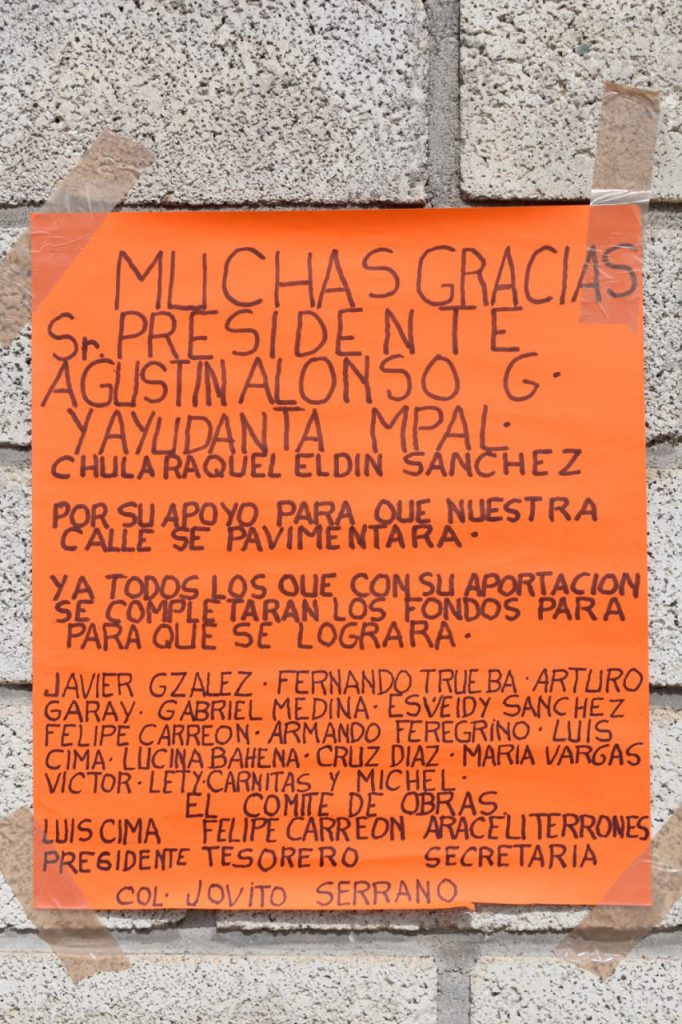 MUCHAS GRACIAS
Sr. PRESIDENTE
AGUSTIN ALONSO G.
Y AYUDANTA MPAL.
CHULARAQUEL ELDIN SANCHEZ
POR SU APOYO PARA QUE NUESTRA
CALLE SE PAVIMENTARA.
Y A TODOS LOS QUE CON SU APORTACION
SE COMPLETARAN LOS FONDOS PARA
PARA QUE SE LOGRARA.
JAVIER GZALEZ. FERNANDO TRUEBA. ARTURO
GARAY. GABRIEL MEDINA. ESVEIDY SANCHEZ
FELIPE CARREON. ARMANDO FEREGRINO. LUIS
CIMA. LUCINA BAHENA. CRUZ DIAZ. MARIA VARGAS
VICTOR. LETY. CARNITAS Y MICHEL.
EL COMITE DE OBRAS.
LUIS CIMA FELIPE CARREON ARACELI TERRONES
PRESIDENTE TESORERO SECRETARIA
COL. JOVITO SERRANO